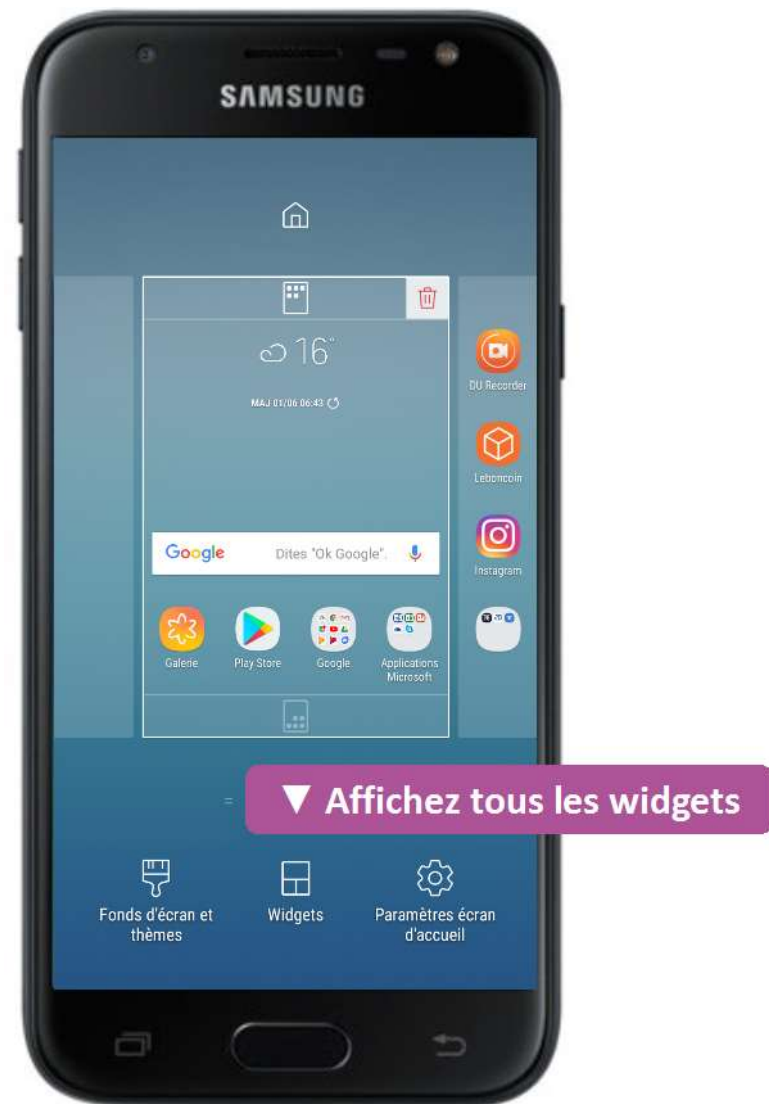 SAMSUNG
16°
MAJ 01/06 06:43
DU Recorder
Leboncoin
Instagram
Google Dites "Ok Google".
Galerie
Play Store
Google
Applications
Microsoft
▼ Affichez tous les widgets
Fonds d'écran et
thèmes
Widgets
Paramètres écran
d'accueil